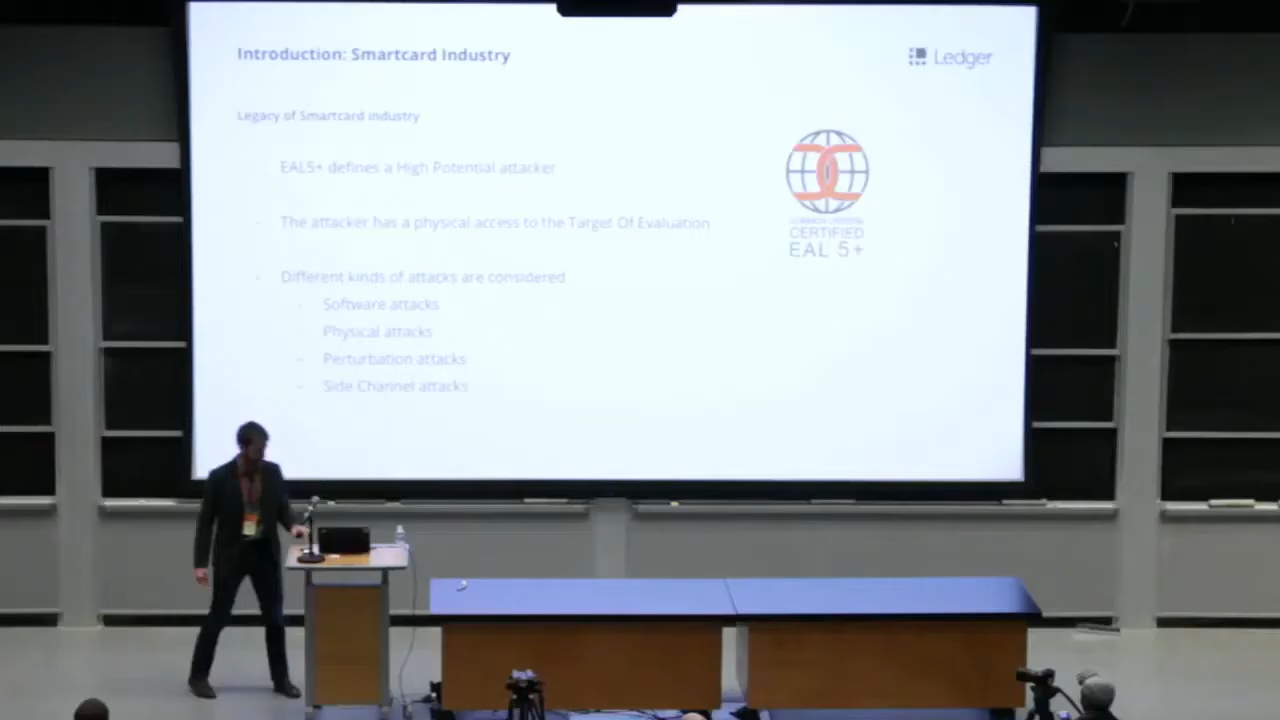 Introduction: Smartcard Industry
Ledger
Legacy of Smartcard industry
- EAL5+ defines a High Potential attacker
- The attacker has a physical access to the Target Of Evaluation
- Different kinds of attacks are considered
- Software attacks
Physical attacks
- Perturbation attacks
- Side Channel attacks
COMMON CRITERIA
CERTIFIED
EAL 5+